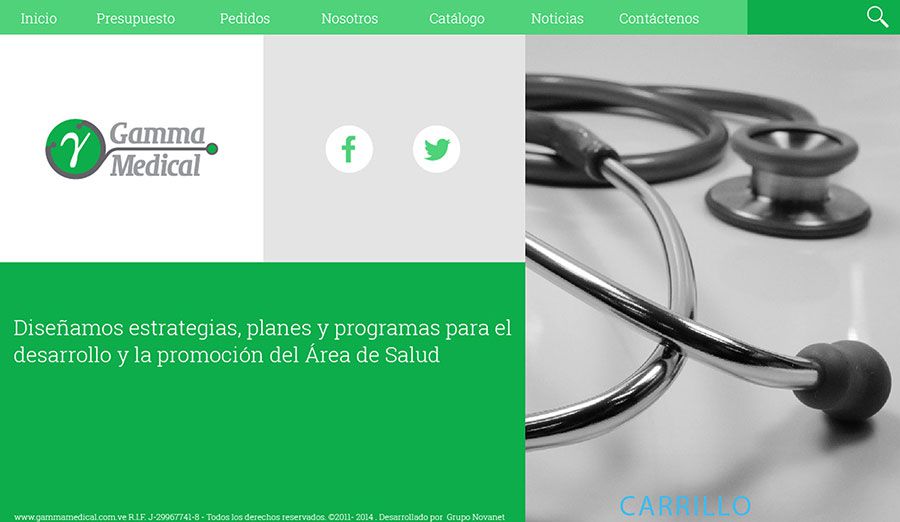 Inicio Presupuesto Pedidos Nosotros Catálogo Noticias Contáctenos
γ Gamma
Medical
Diseñamos estrategias, planes y programas para el
desarrollo y la promoción del Área de Salud
CARRILLO
www.gammamedical.com.ve R.I.F. J-29967741-8 - Todos los derechos reservados. ©2011- 2014 . Desarrollado por Grupo Novanet